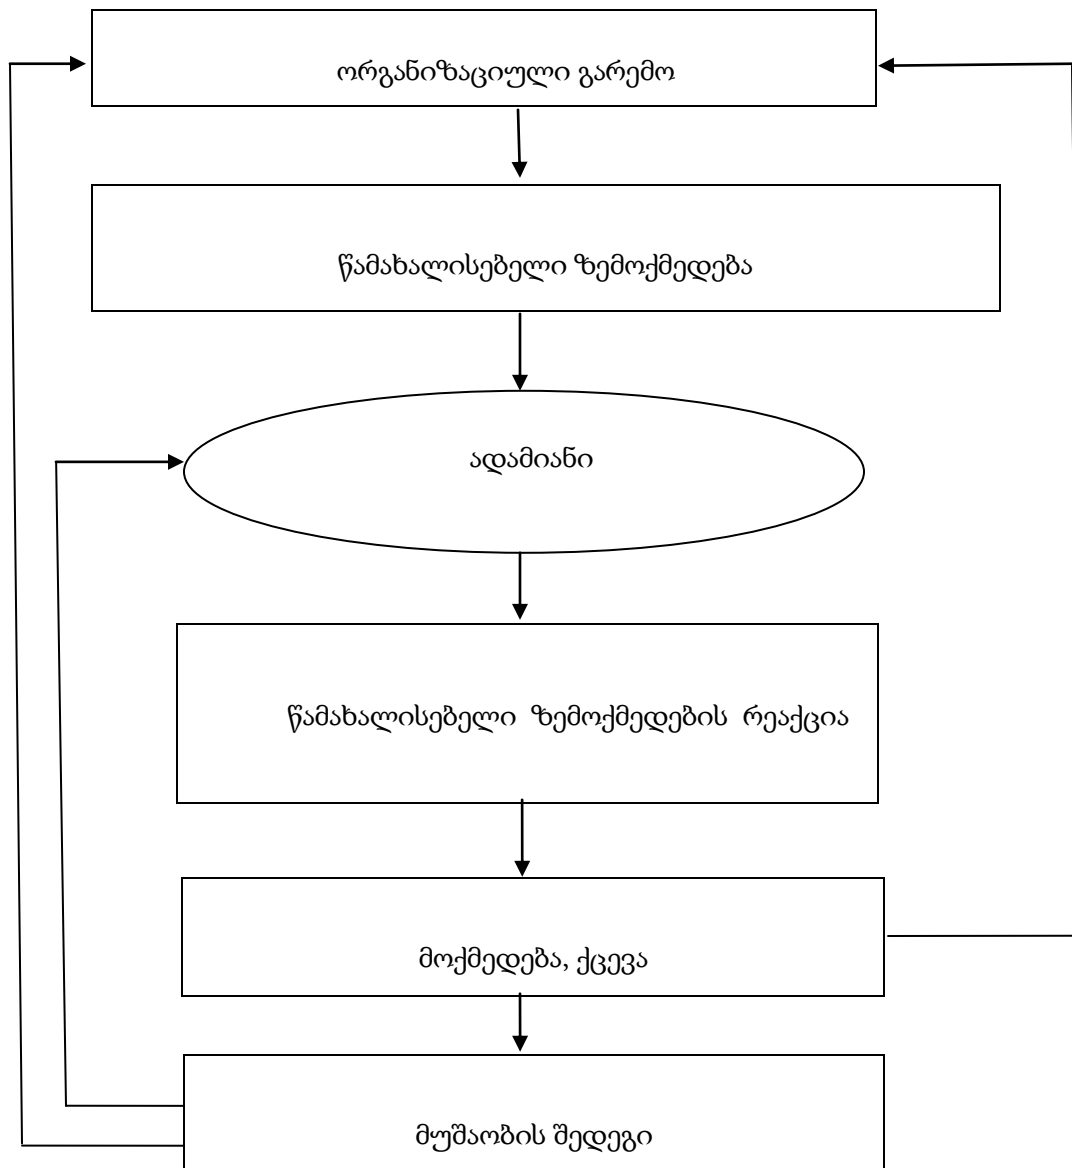 ორგანიზაციული გარემო
წამახალისებელი ზემოქმედება
ადამიანი
წამახალისებელი ზემოქმედების რეაქცია
მოქმედება, ქცევა
მუშაობის შედეგი